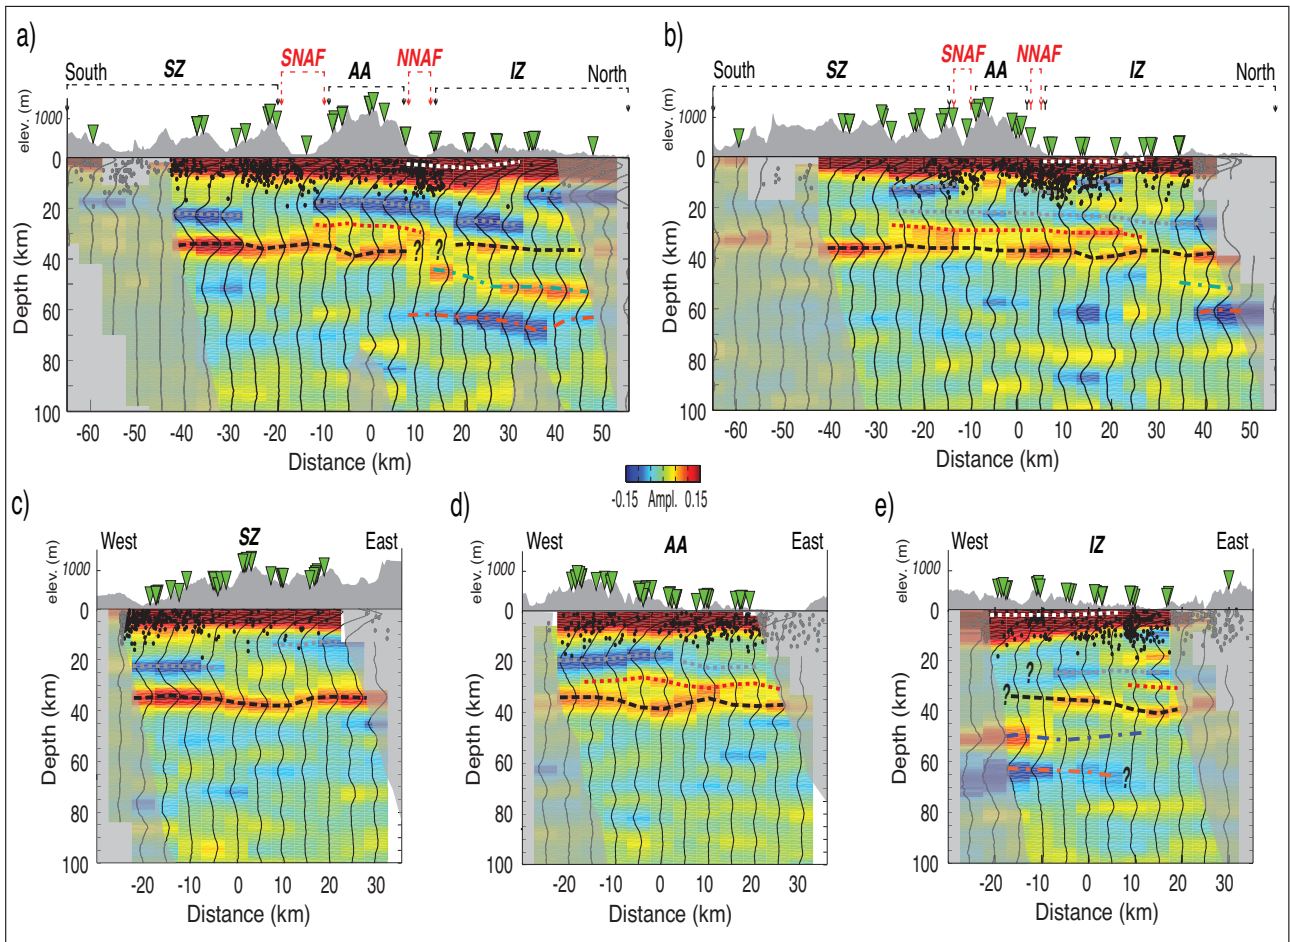 a)
SNAF NNAF
South SZ AA IZ North
elev. (m)
1000
0
20
40
60
80
100
Depth (km)
? ?
-60 -50 -40 -30 -20 -10 0 10 20 30 40 50
Distance (km)
b)
SNAF NNAF
South SZ AA IZ North
elev. (m)
1000
0
20
40
60
80
100
Depth (km)
-60 -50 -40 -30 -20 -10 0 10 20 30 40 50
Distance (km)
-0.15 Ampl. 0.15
c)
SZ
West East
elev. (m)
1000
0
20
40
60
80
100
Depth (km)
-20 -10 0 10 20 30
Distance (km)
d)
AA
West East
elev. (m)
1000
0
20
40
60
80
100
Depth (km)
-20 -10 0 10 20 30
Distance (km)
e)
IZ
West East
elev. (m)
1000
0
20
40
60
80
100
Depth (km)
?
?
?
-20 -10 0 10 20 30
Distance (km)